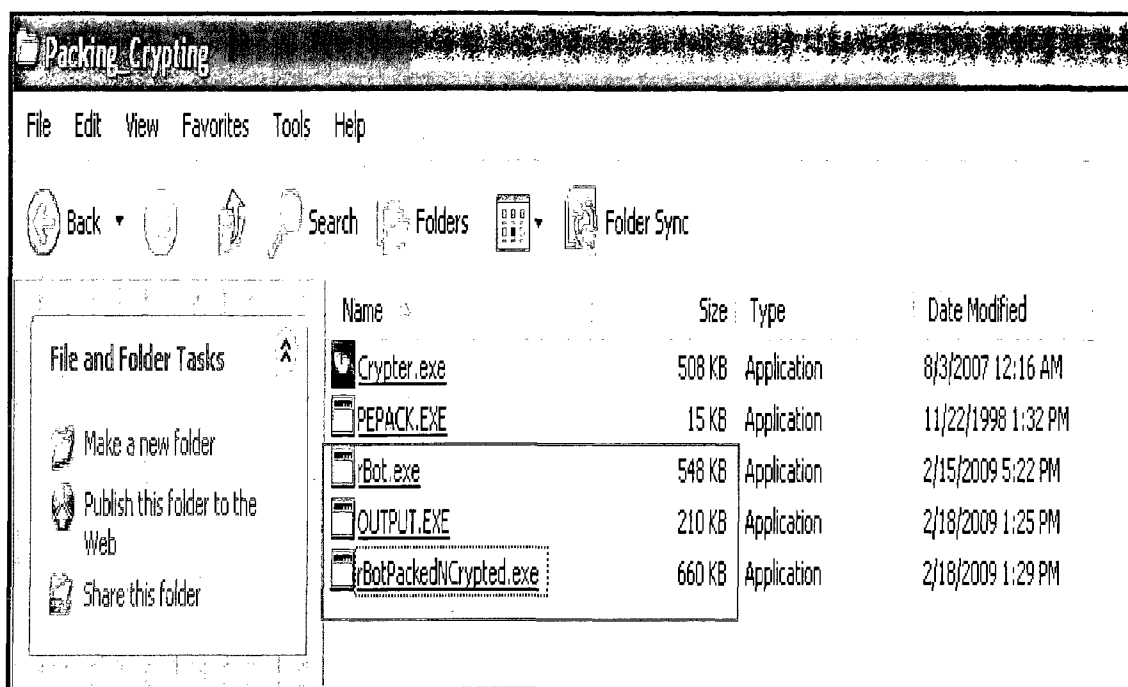 Packing_Crypting
File Edit View Favorites Tools Help
Back Search Folders Folder Sync
Name Size Type Date Modified
File and Folder Tasks
Crypter.exe 508 KB Application 8/3/2007 12:16 AM
PEPACK.EXE 15 KB Application 11/22/1998 1:32 PM
Make a new folder
rBot.exe 548 KB Application 2/15/2009 5:22 PM
Publish this folder to the
Web
OUTPUT.EXE 210 KB Application 2/18/2009 1:25 PM
rBotPackedNCrypted.exe 660 KB Application 2/18/2009 1:29 PM
Share this folder